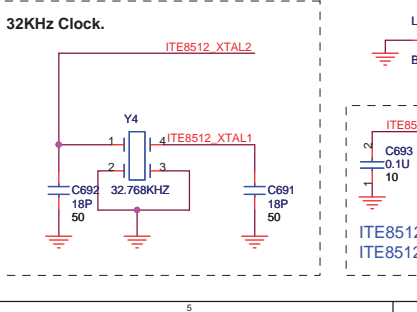 32KHz Clock.
ITE8512_XTAL2
Y4
1
4
ITE8512_XTAL1
2
3
C692
18P
50
32.768KHZ
C691
18P
50
L
B
ITE85
2
C693
0.1U
10
1
ITE8512
ITE8512
5